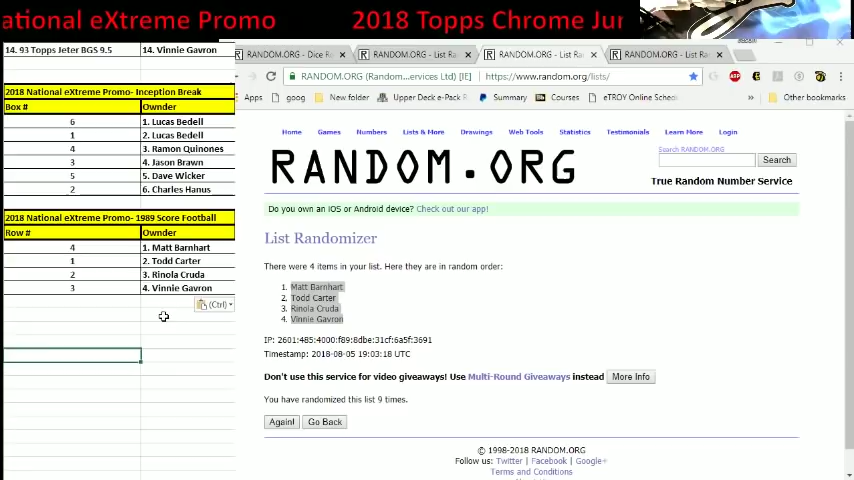 ational eXtreme Promo 2018 Topps Chrome Jur
14. 93 Topps Jeter BGS 9.5 14. Vinnie Gavron
2018 National eXtreme Promo- Inception Break
Box # Ownder
6 1. Lucas Bedell
1 2. Lucas Bedell
4 3. Ramon Quinones
3 4. Jason Brawn
5 5. Dave Wicker
2 6. Charles Hanus
2018 National eXtreme Promo- 1989 Score Football
Row # Ownder
4 1. Matt Barnhart
1 2. Todd Carter
2 3. Rinola Cruda
3 4. Vinnie Gavron
(Ctrl)
RANDOM.ORG - Dice Ro
RANDOM.ORG - List Ra
RANDOM.ORG - List Ra
RANDOM.ORG - List Ra
RANDOM.ORG (Random...ervices Ltd) [IE] https://www.random.org/lists/
ABP
Apps goog New folder Upper Deck e-Pack Summary Courses eTROY Online Sched » Other bookmarks
Home Games Numbers Lists & More Drawings Web Tools Statistics Testimonials Learn More Login
RANDOM.ORG
Search RANDOM.ORG
Search
True Random Number Service
Do you own an iOS or Android device? Check out our app!
List Randomizer
There were 4 items in your list. Here they are in random order:
1. Matt Barnhart
2. Todd Carter
3. Rinola Cruda
4. Vinnie Gavron
IP: 2601:485:4000:f89:8dbe:31cf:6a5f:3691
Timestamp: 2018-08-05 19:03:18 UTC
Don't use this service for video giveaways! Use Multi-Round Giveaways instead More Info
You have randomized this list 9 times.
Again! Go Back
© 1998-2018 RANDOM.ORG
Follow us: Twitter | Facebook | Google+
Terms and Conditions